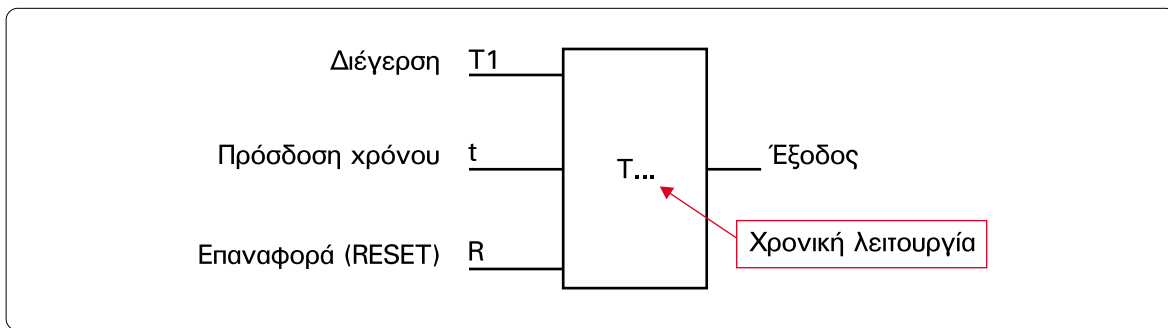 Διέγερση T1
Πρόσδοση χρόνου t
T...
Έξοδος
Επαναφορά (RESET) R
Χρονική λειτουργία